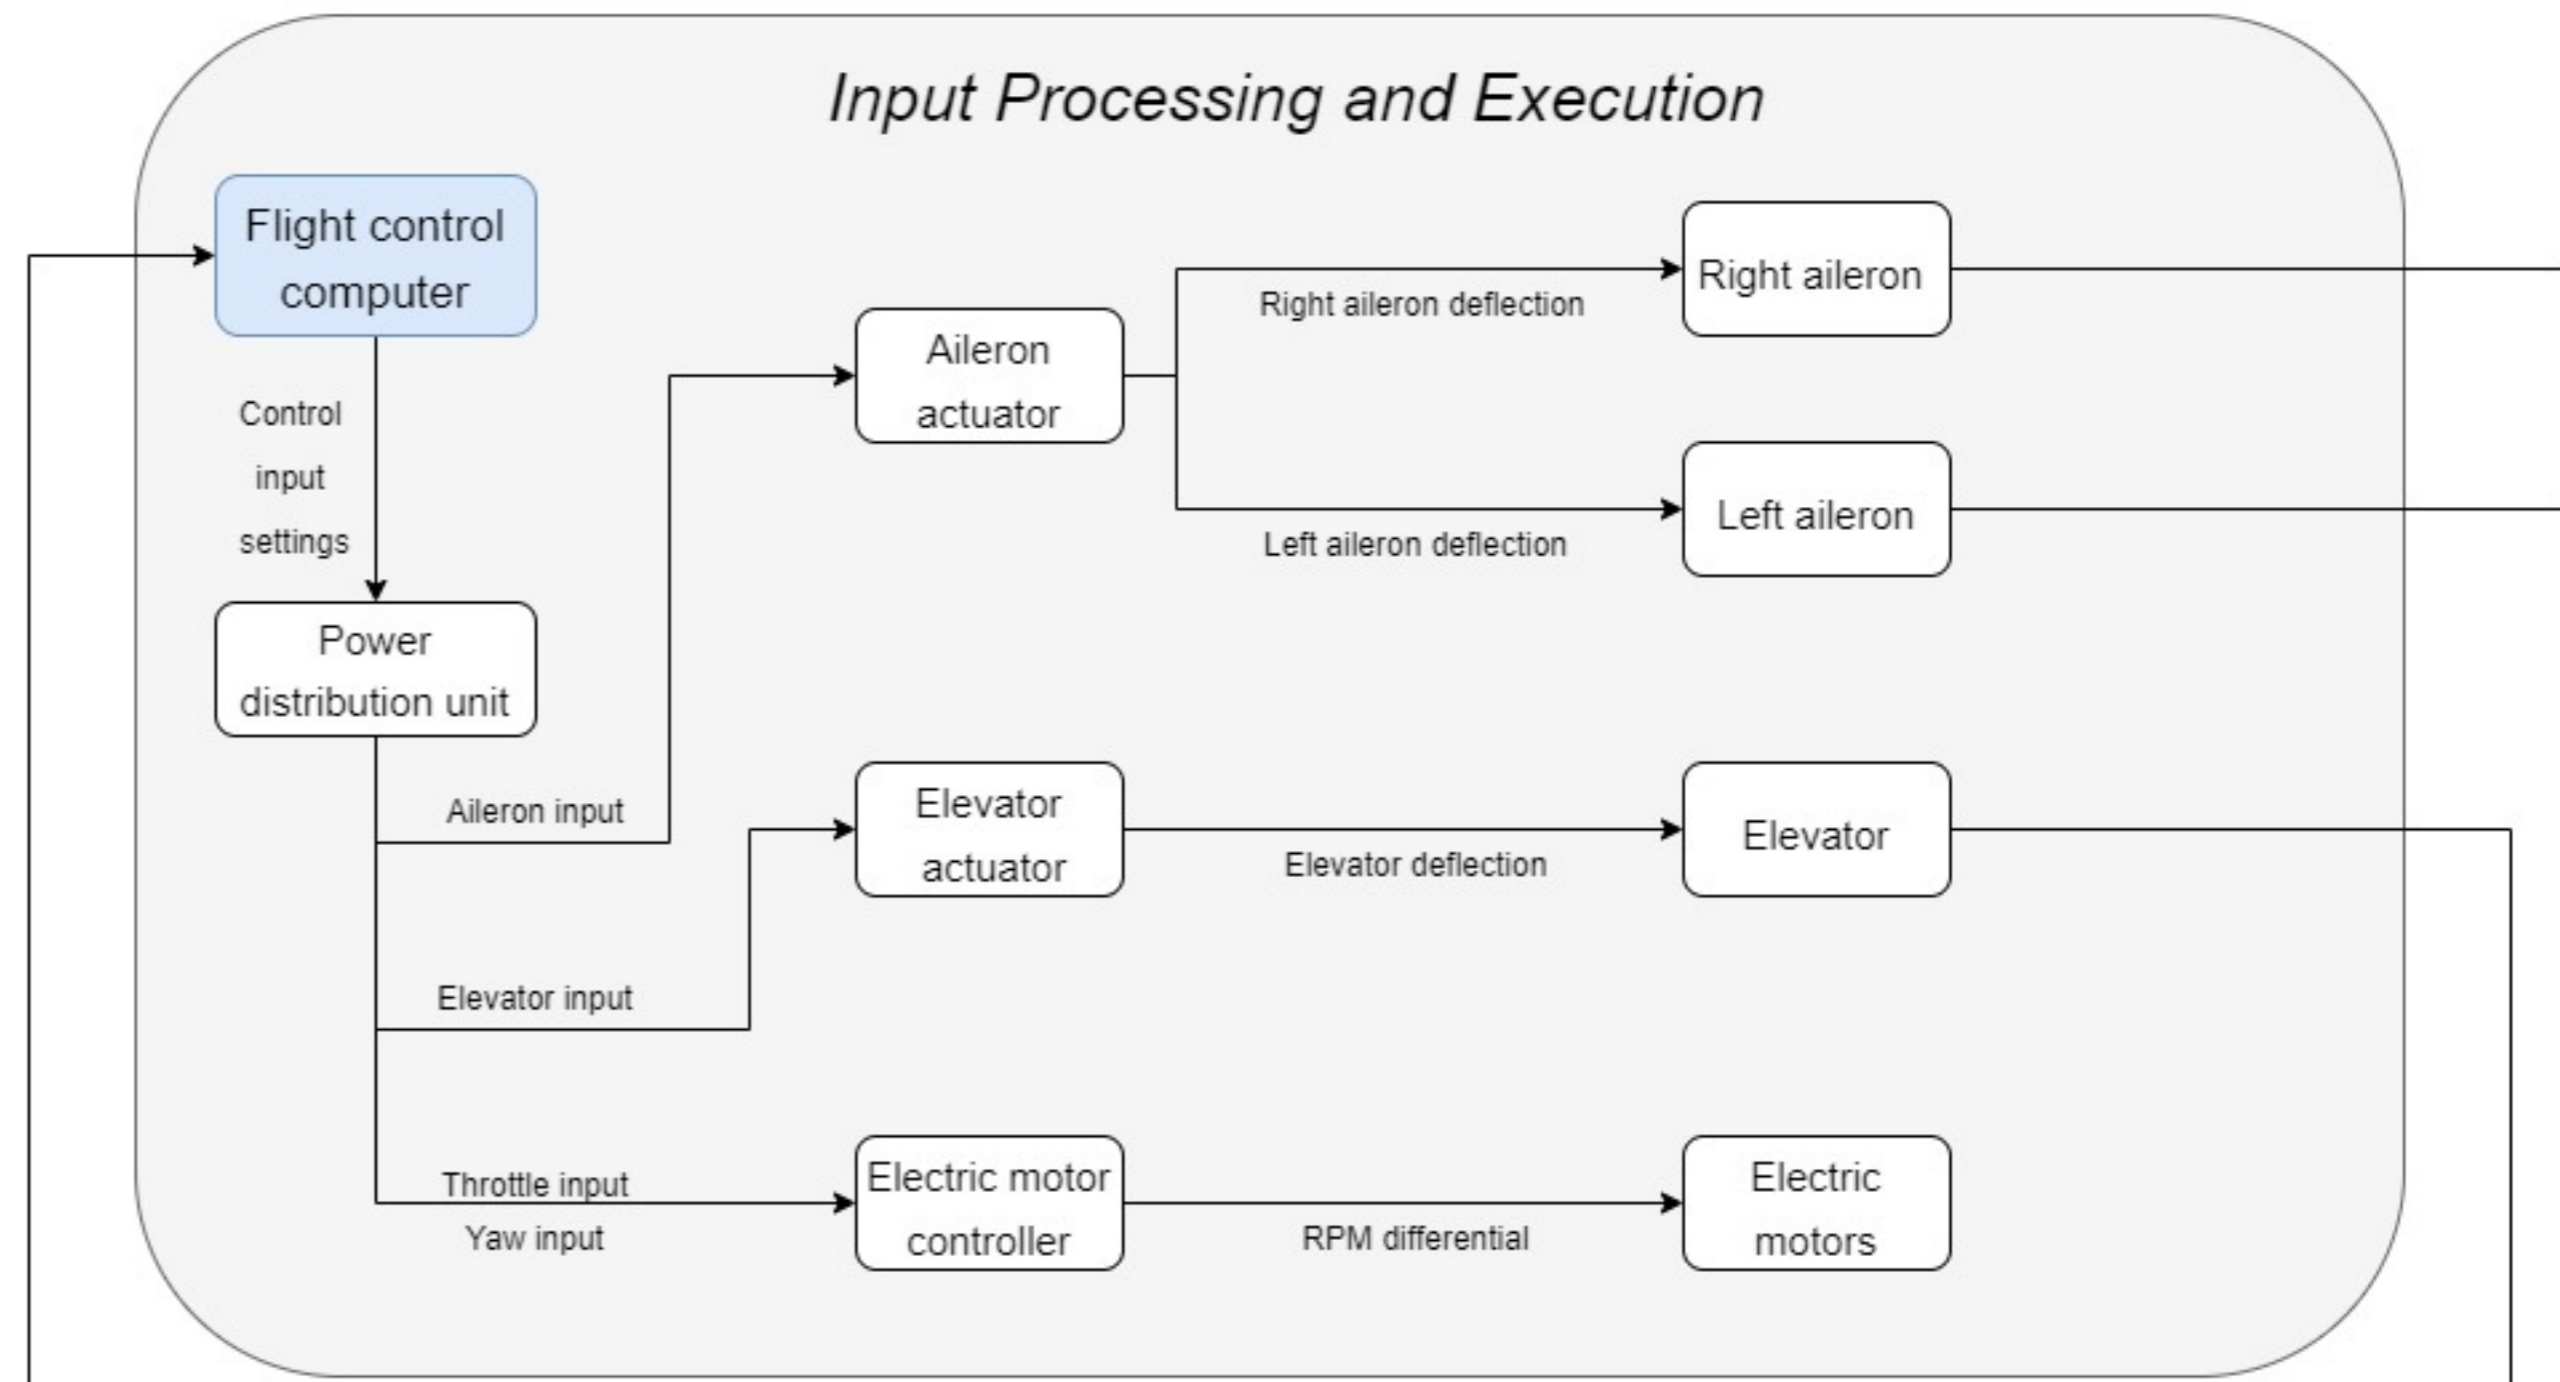 Input Processing and Execution
Flight control
computer
Control
input
settings
Power
distribution unit
Aileron input
Elevator input
Throttle input
Yaw input
Aileron
actuator
Right aileron deflection
Left aileron deflection
Right aileron
Left aileron
Elevator
actuator
Elevator deflection
Elevator
Electric motor
controller
RPM differential
Electric
motors